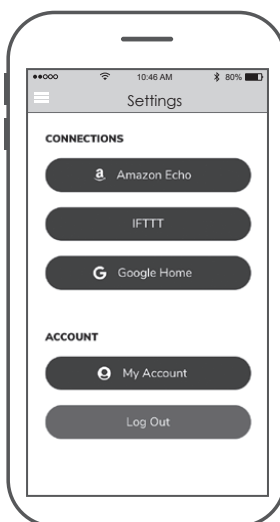 10:46 AM 80%
Settings
CONNECTIONS
a Amazon Echo
IFTTT
G Google Home
ACCOUNT
My Account
Log Out